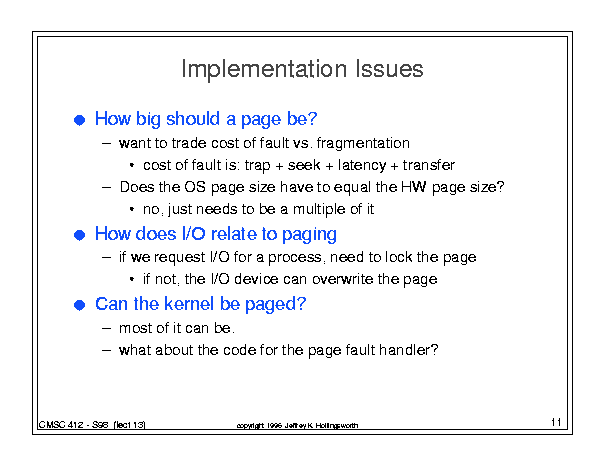 Implementation Issues
● How big should a page be?
– want to trade cost of fault vs. fragmentation
• cost of fault is: trap + seek + latency + transfer
– Does the OS page size have to equal the HW page size?
• no, just needs to be a multiple of it
● How does I/O relate to paging
– if we request I/O for a process, need to lock the page
• if not, the I/O device can overwrite the page
● Can the kernel be paged?
– most of it can be.
– what about the code for the page fault handler?
CMSC 412 - S98 (lect 13)
copyright 1996 Jeffrey K. Hollingsworth
11